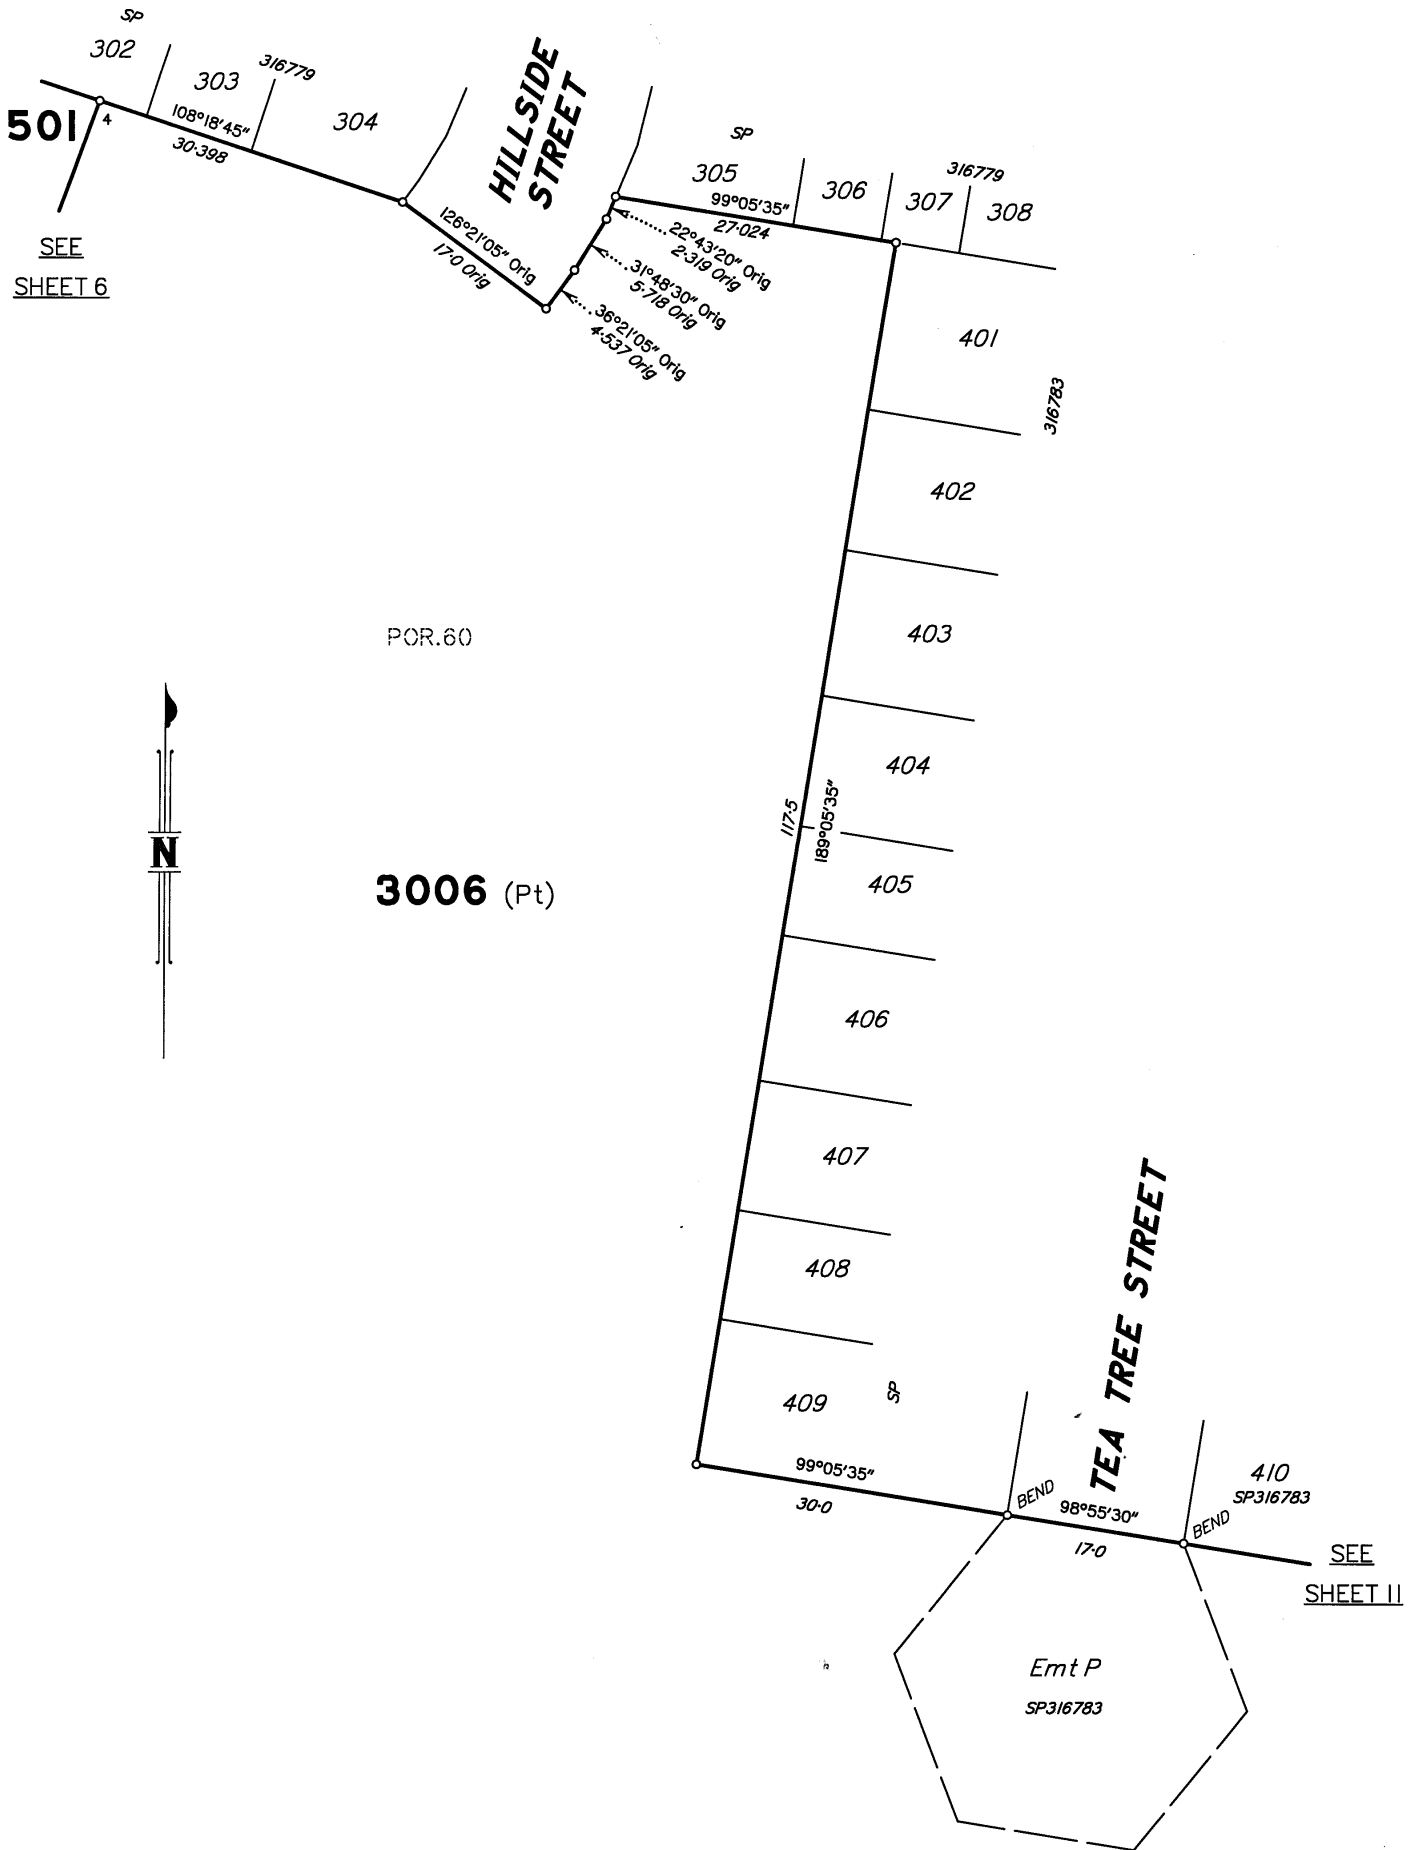 SP
302
303
316779
304
501
4
108°18'45"
30·398
SEE
SHEET 6
HILLSIDE
STREET
126°21'05" Orig
17·0 Orig
SP
305
306
316779
307
308
99°05'35"
27·024
22°43'20" Orig
2·319 Orig
31°48'30" Orig
5·718 Orig
36°21'05" Orig
4·537 Orig
401
316783
402
403
POR.60
404
117·5
189°05'35"
N
3006 (Pt)
405
406
407
408
409
SP
TEA TREE STREET
99°05'35"
30·0
BEND
98°55'30"
17·0
BEND
410
SP316783
SEE
SHEET 11
Emt P
SP316783